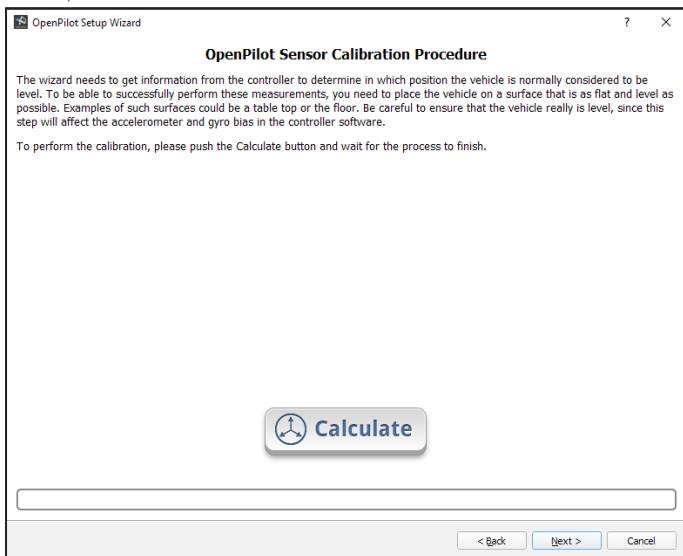 OpenPilot Setup Wizard ? ×
OpenPilot Sensor Calibration Procedure
The wizard needs to get information from the controller to determine in which position the vehicle is normally considered to be
level. To be able to successfully perform these measurements, you need to place the vehicle on a surface that is as flat and level as
possible. Examples of such surfaces could be a table top or the floor. Be careful to ensure that the vehicle really is level, since this
step will affect the accelerometer and gyro bias in the controller software.
To perform the calibration, please push the Calculate button and wait for the process to finish.
Calculate
< Back Next > Cancel